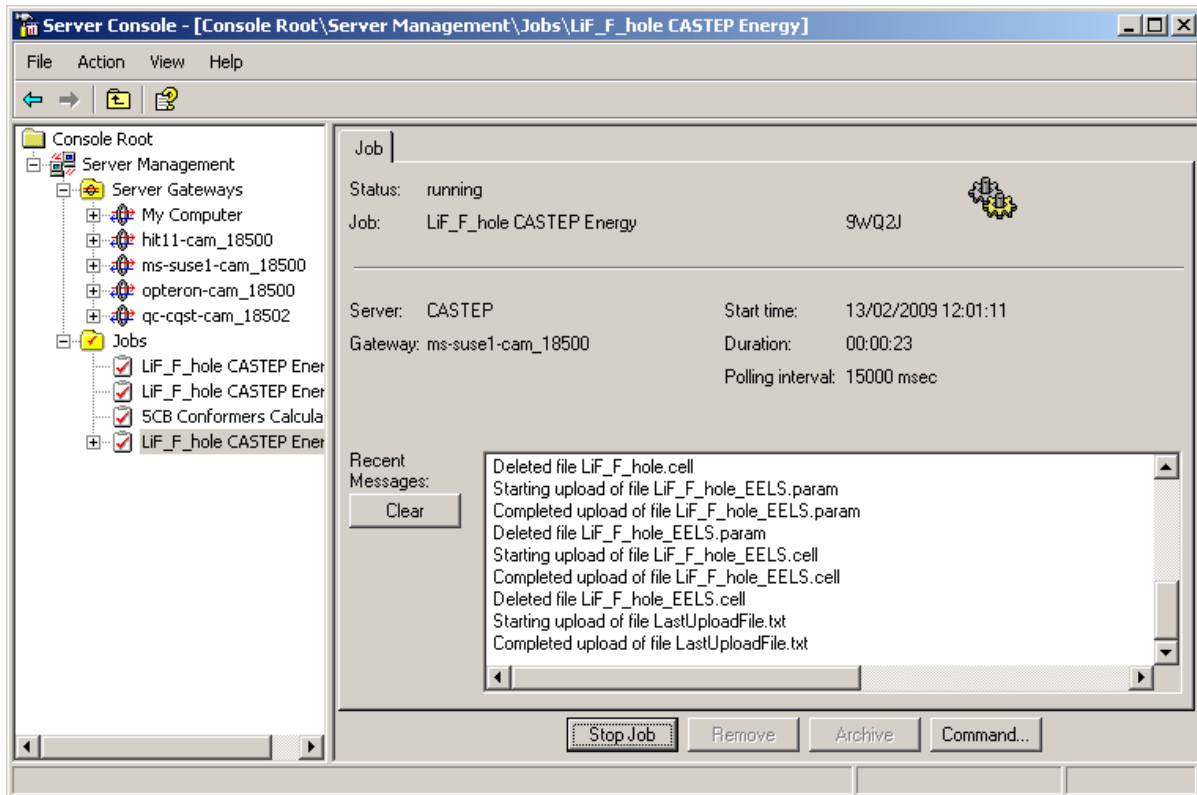 Server Console - [Console Root\Server Management\Jobs\LiF_F_hole CASTEP Energy]
File Action View Help
Console Root
Server Management
Server Gateways
My Computer
hit11-cam_18500
ms-suse1-cam_18500
opteron-cam_18500
qc-cqst-cam_18502
Jobs
LiF_F_hole CASTEP Ener
LiF_F_hole CASTEP Ener
5CB Conformers Calcula
LiF_F_hole CASTEP Ener
Job
Status: running
Job: LiF_F_hole CASTEP Energy 9WQ2J
Server: CASTEP Start time: 13/02/2009 12:01:11
Gateway: ms-suse1-cam_18500 Duration: 00:00:23
Polling interval: 15000 msec
Recent
Messages:
Clear
Deleted file LiF_F_hole.cell
Starting upload of file LiF_F_hole_EELS.param
Completed upload of file LiF_F_hole_EELS.param
Deleted file LiF_F_hole_EELS.param
Starting upload of file LiF_F_hole_EELS.cell
Completed upload of file LiF_F_hole_EELS.cell
Deleted file LiF_F_hole_EELS.cell
Starting upload of file LastUploadFile.txt
Completed upload of file LastUploadFile.txt
Stop Job Remove Archive Command...